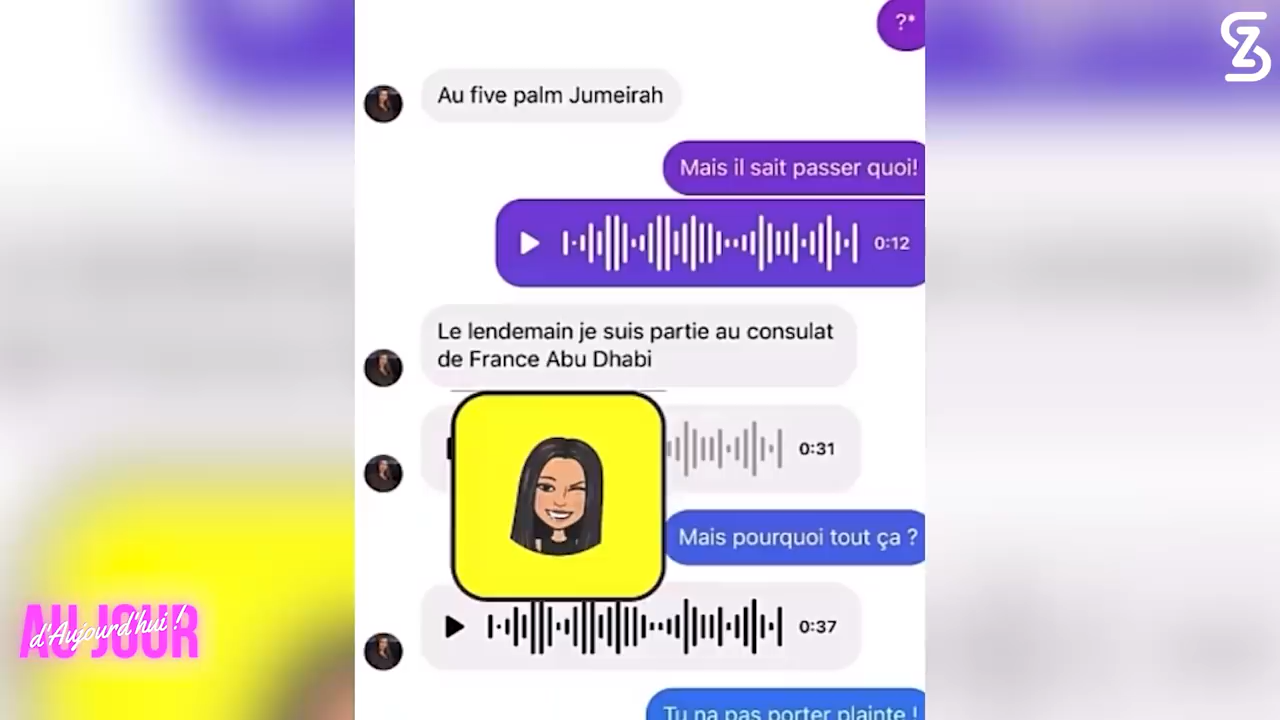 ?*
Au five palm Jumeirah
Mais il sait passer quoi!
0:12
Le lendemain je suis partie au consulat
de France Abu Dhabi
0:31
Mais pourquoi tout ça ?
0:37
AU JOUR
d'Aujourd'hui !
Tu na pas porter plainte !